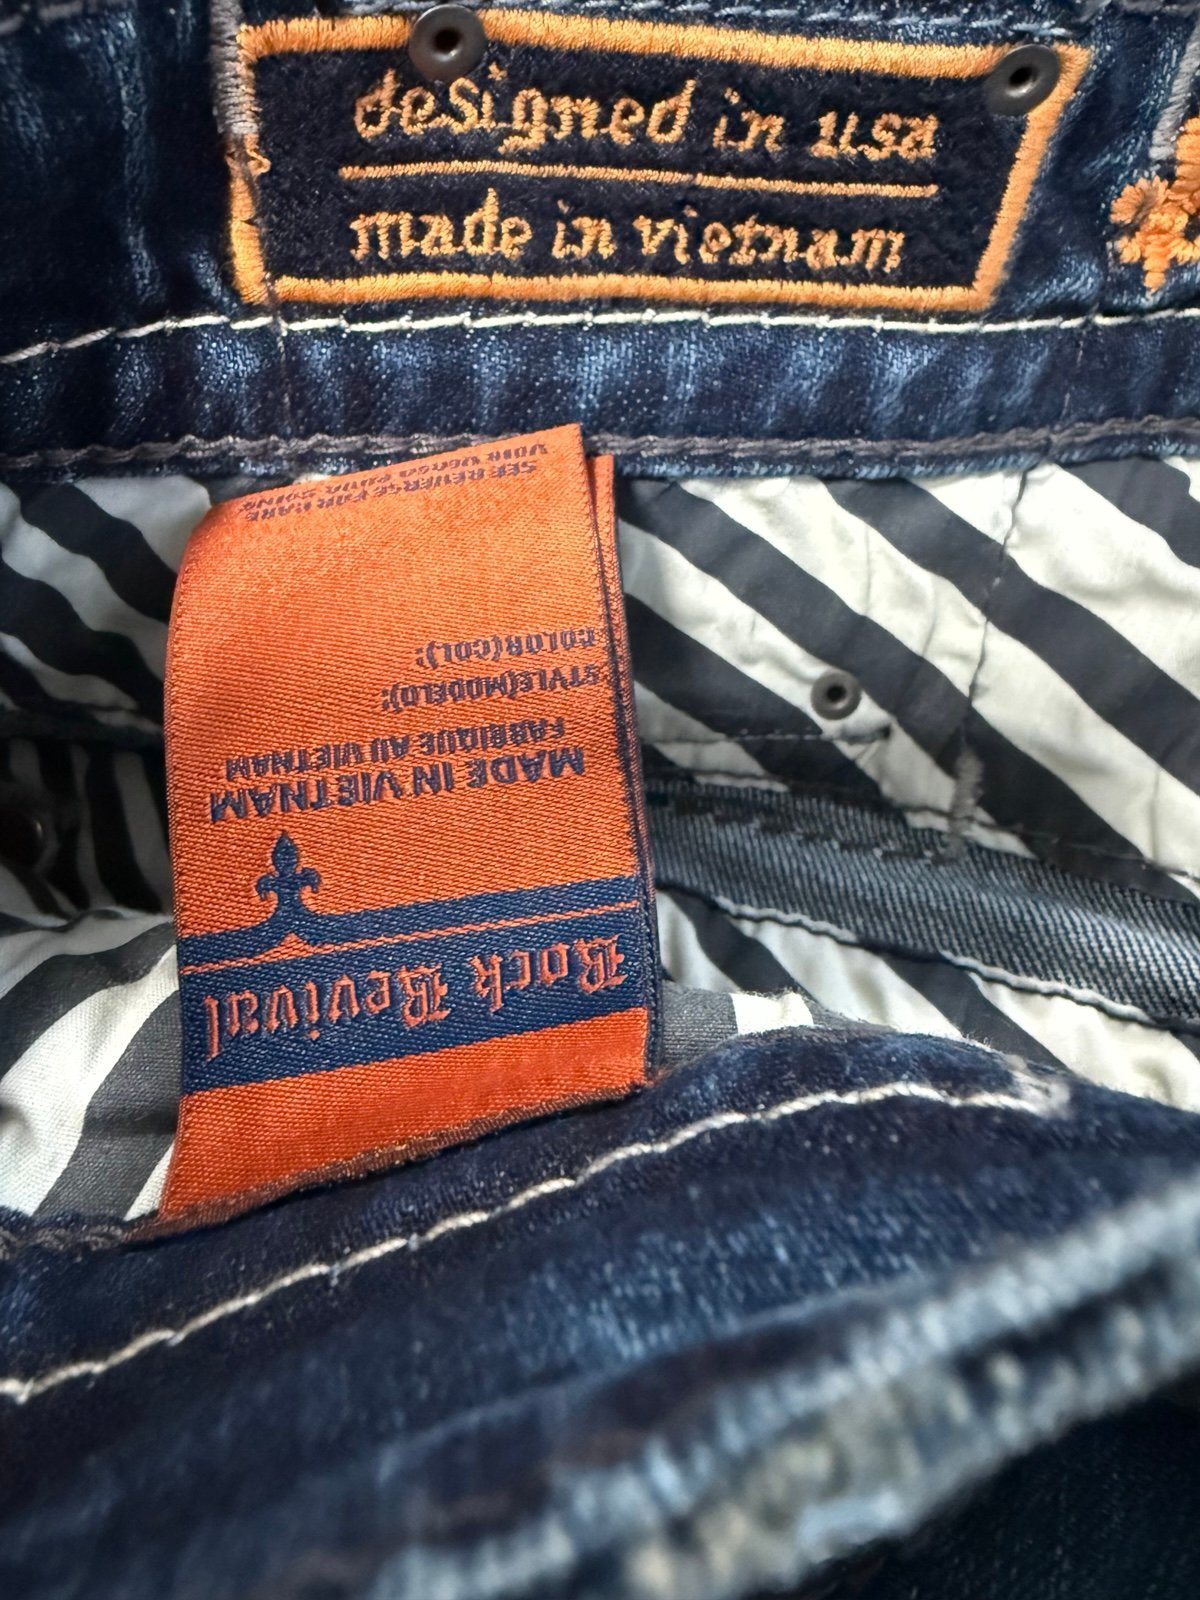 designed in usa
made in vietnam
Rock Revival
MADE IN VIETNAM
FABRIQUE AU VIETNAM
STYLE(MODELO):
COLOR(COL):
SEE REVERSE FOR CARE
VOIR VERSO POUR SOINS